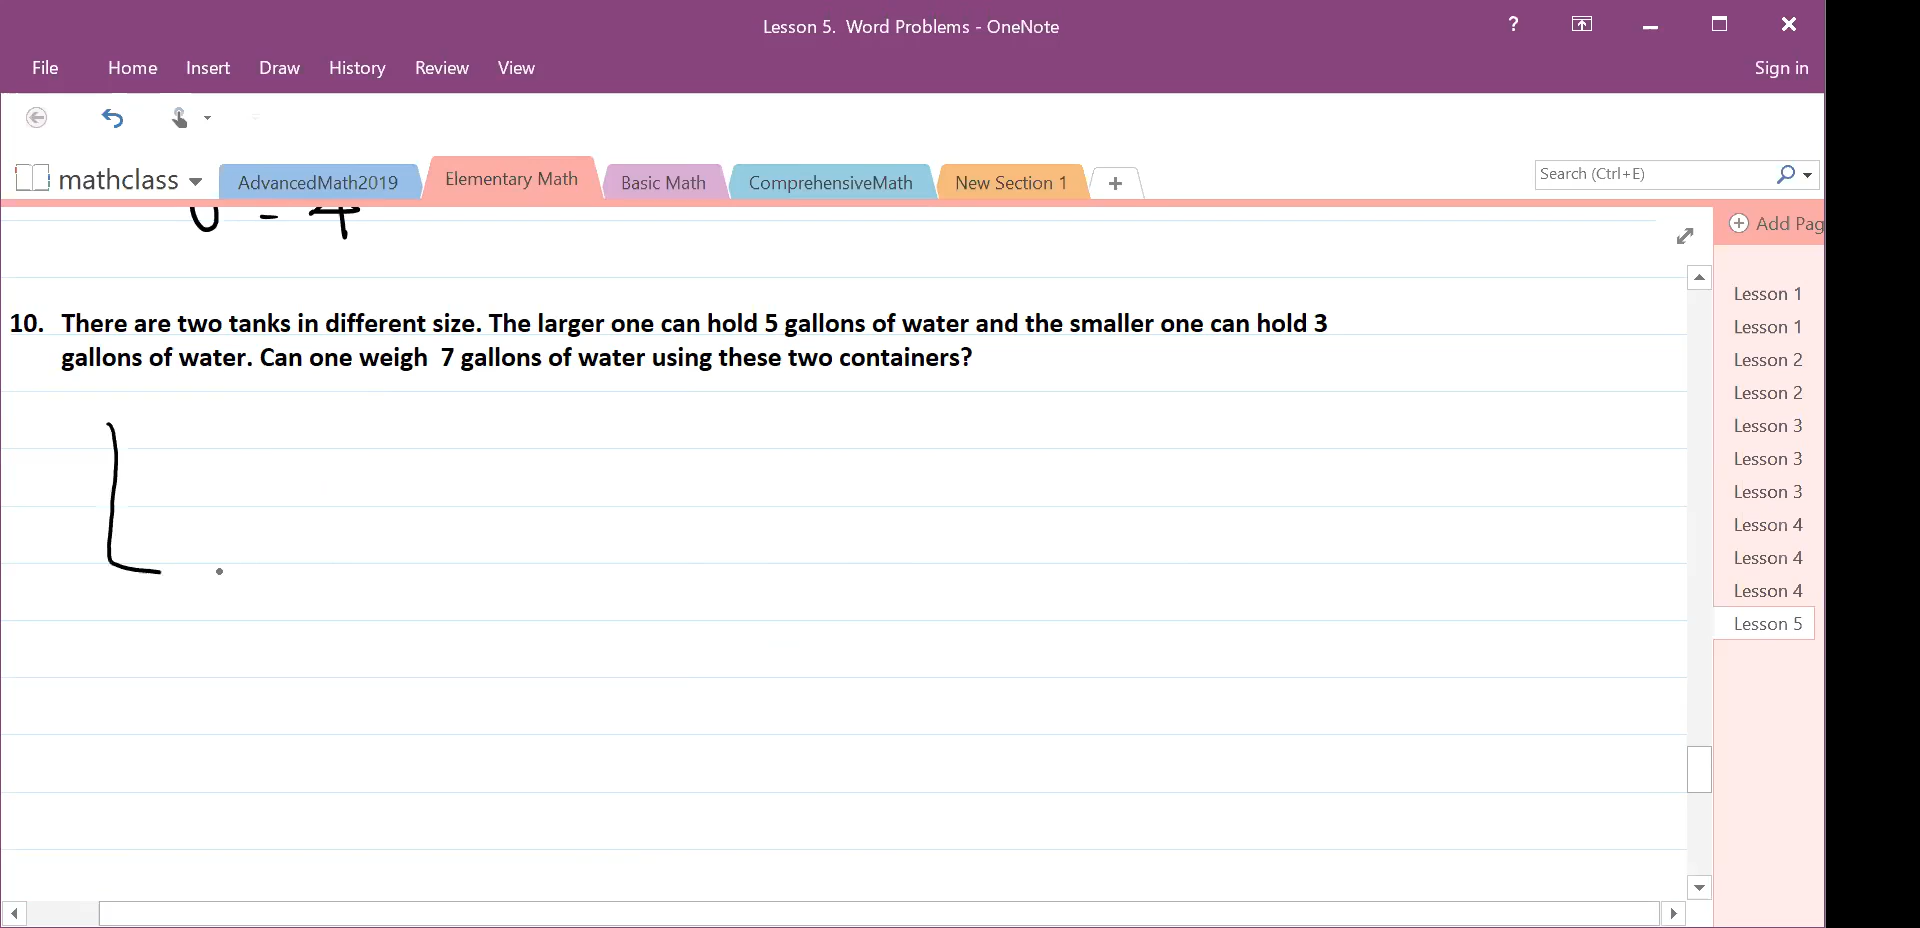 Lesson 5.  Word Problems - OneNote
?
File Home Insert Draw History Review View Sign in
mathclass AdvancedMath2019 Elementary Math Basic Math ComprehensiveMath New Section 1 + Search (Ctrl+E)
Add Pag
= 4
10. There are two tanks in different size. The larger one can hold 5 gallons of water and the smaller one can hold 3
gallons of water. Can one weigh  7 gallons of water using these two containers?
Lesson 1
Lesson 1
Lesson 2
Lesson 2
Lesson 3
Lesson 3
Lesson 3
Lesson 4
Lesson 4
Lesson 4
Lesson 5